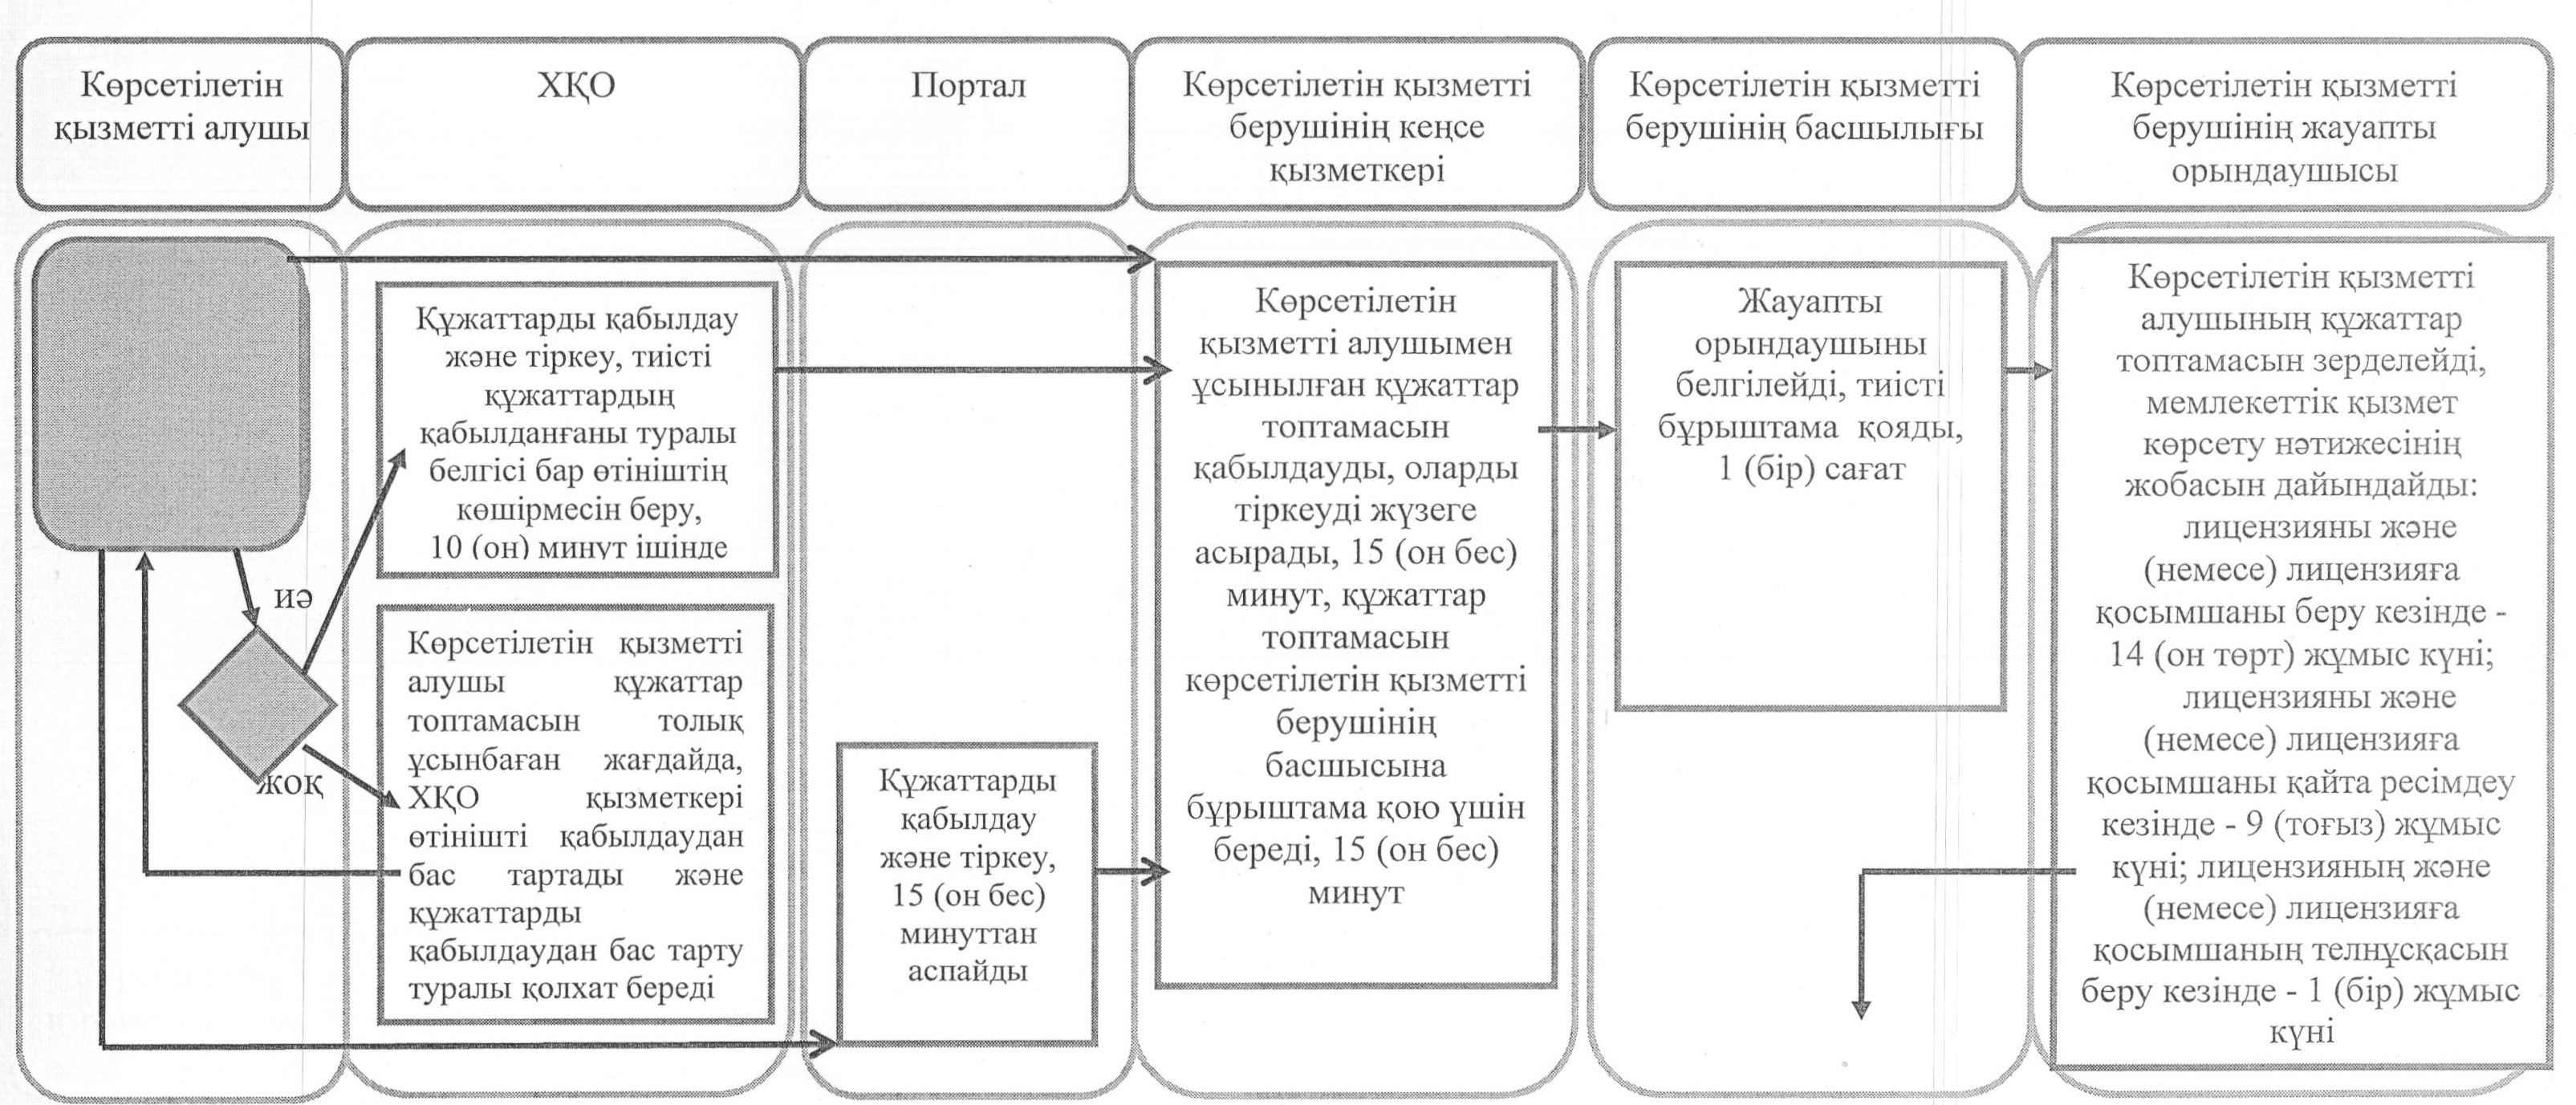 Көрсетілетін
қызметті алушы
ХҚО
Портал
Көрсетілетін қызметті
берушінің кеңсе
қызметкері
Көрсетілетін қызметті
берушінің басшылығы
Көрсетілетін қызметті
берушінің жауапты
орындаушысы
иә
жоқ
Құжаттарды қабылдау
және тіркеу, тиісті
құжаттардың
қабылданғаны туралы
белгісі бар өтініштің
көшірмесін беру,
10 (он) минут ішінде
Көрсетілетін қызметті
алушы құжаттар
топтамасын толық
ұсынбаған жағдайда,
ХҚО қызметкері
өтінішті қабылдаудан
бас тартады және
құжаттарды
қабылдаудан бас тарту
туралы қолхат береді
Құжаттарды
қабылдау
және тіркеу,
15 (он бес)
минуттан
аспайды
Көрсетілетін
қызметті алушымен
ұсынылған құжаттар
топтамасын
қабылдауды, оларды
тіркеуді жүзеге
асырады, 15 (он бес)
минут, құжаттар
топтамасын
көрсетілетін қызметті
берушінің
басшысына
бұрыштама қою үшін
береді, 15 (он бес)
минут
Жауапты
орындаушыны
белгілейді, тиісті
бұрыштама қояды,
1 (бір) сағат
Көрсетілетін қызметті
алушының құжаттар
топтамасын зерделейді,
мемлекеттік қызмет
көрсету нәтижесінің
жобасын дайындайды:
лицензияны және
(немесе) лицензияға
қосымшаны беру кезінде -
14 (он төрт) жұмыс күні;
лицензияны және
(немесе) лицензияға
қосымшаны қайта ресімдеу
кезінде - 9 (тоғыз) жұмыс
күні; лицензияның және
(немесе) лицензияға
қосымшаның телнұсқасын
беру кезінде - 1 (бір) жұмыс
күні